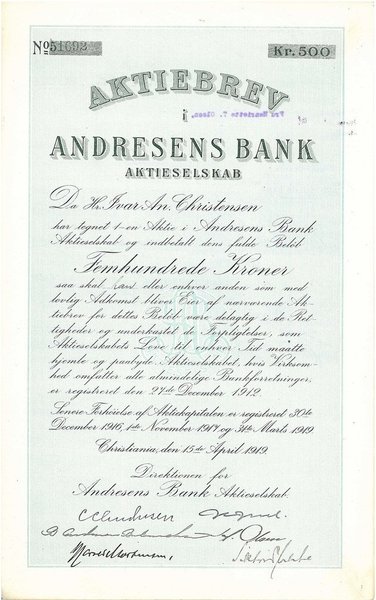 No 51692 Kr. 500
AKTIEBREV
i
Fru Henriette T. Olsen,
ANDRESENS BANK
AKTIESELSKAB
Da Hr. Ivar An. Christensen
har tegnet 1-en Aktie i Andresens Bank
Aktieselskab og indbetalt dens fulde Beløb
Femhundrede Kroner
saa skal han eller enhver anden som med
lovlig Adkomst bliver Eier af nærværende Ak-
tiebrev for dettes Beløb være delagtig i de Ret-
tigheder og underkastet de Forpligtelser, som
Aktieselskabets Love til enhver Tid maatte
hjemle og paabyde. Aktieselskabet, hvis Virksom-
hed omfatter alle almindelige Bankforretninger,
er registreret den 27de December 1912.
Senere Forhøielse af Aktiekapitalen er registreret 30te
December 1916, 1ste November 1917 og 31te Marts 1919.
Christiania, den 15de April 1919.
Direktionen for
Andresens Bank Aktieselskab.